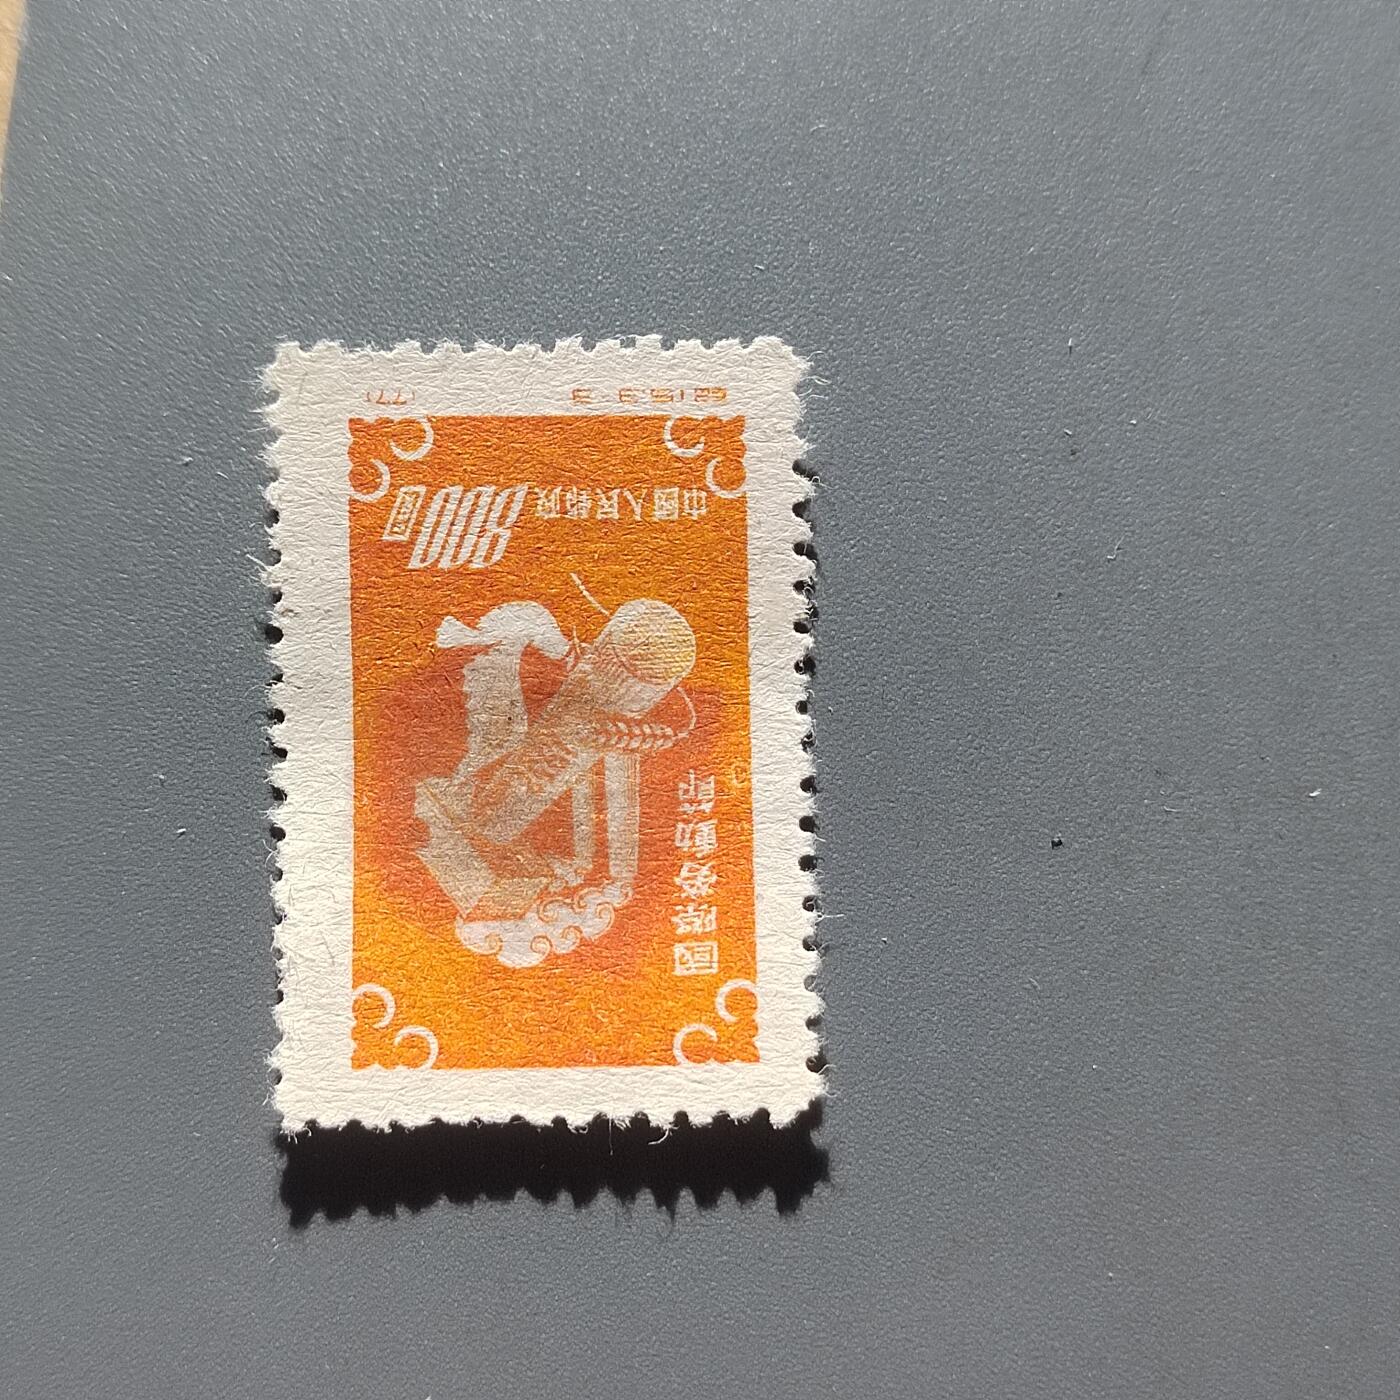 國際勞動節
中國人民郵政
800圓
紀15.3-3
(77)